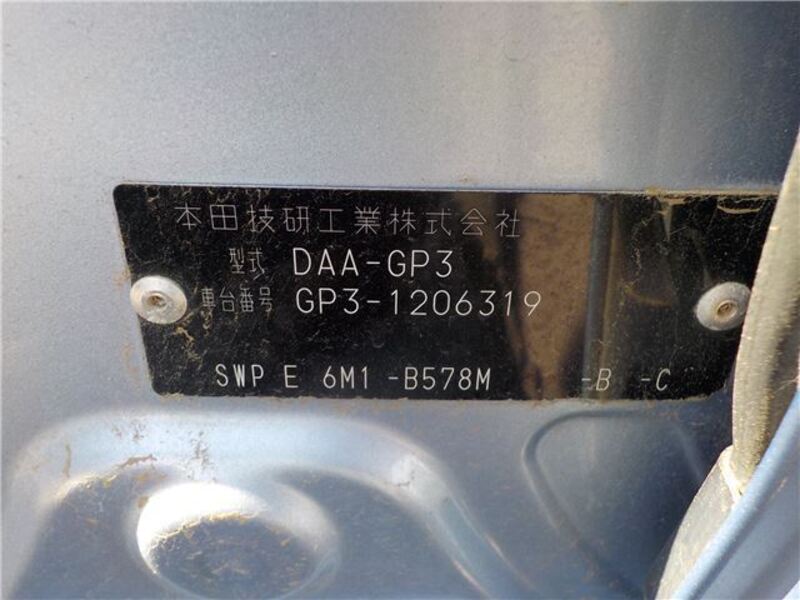 本田技研工業株式会社
型式 DAA-GP3
車台番号 GP3-1206319
SWP E 6M1 -B578M -B -C